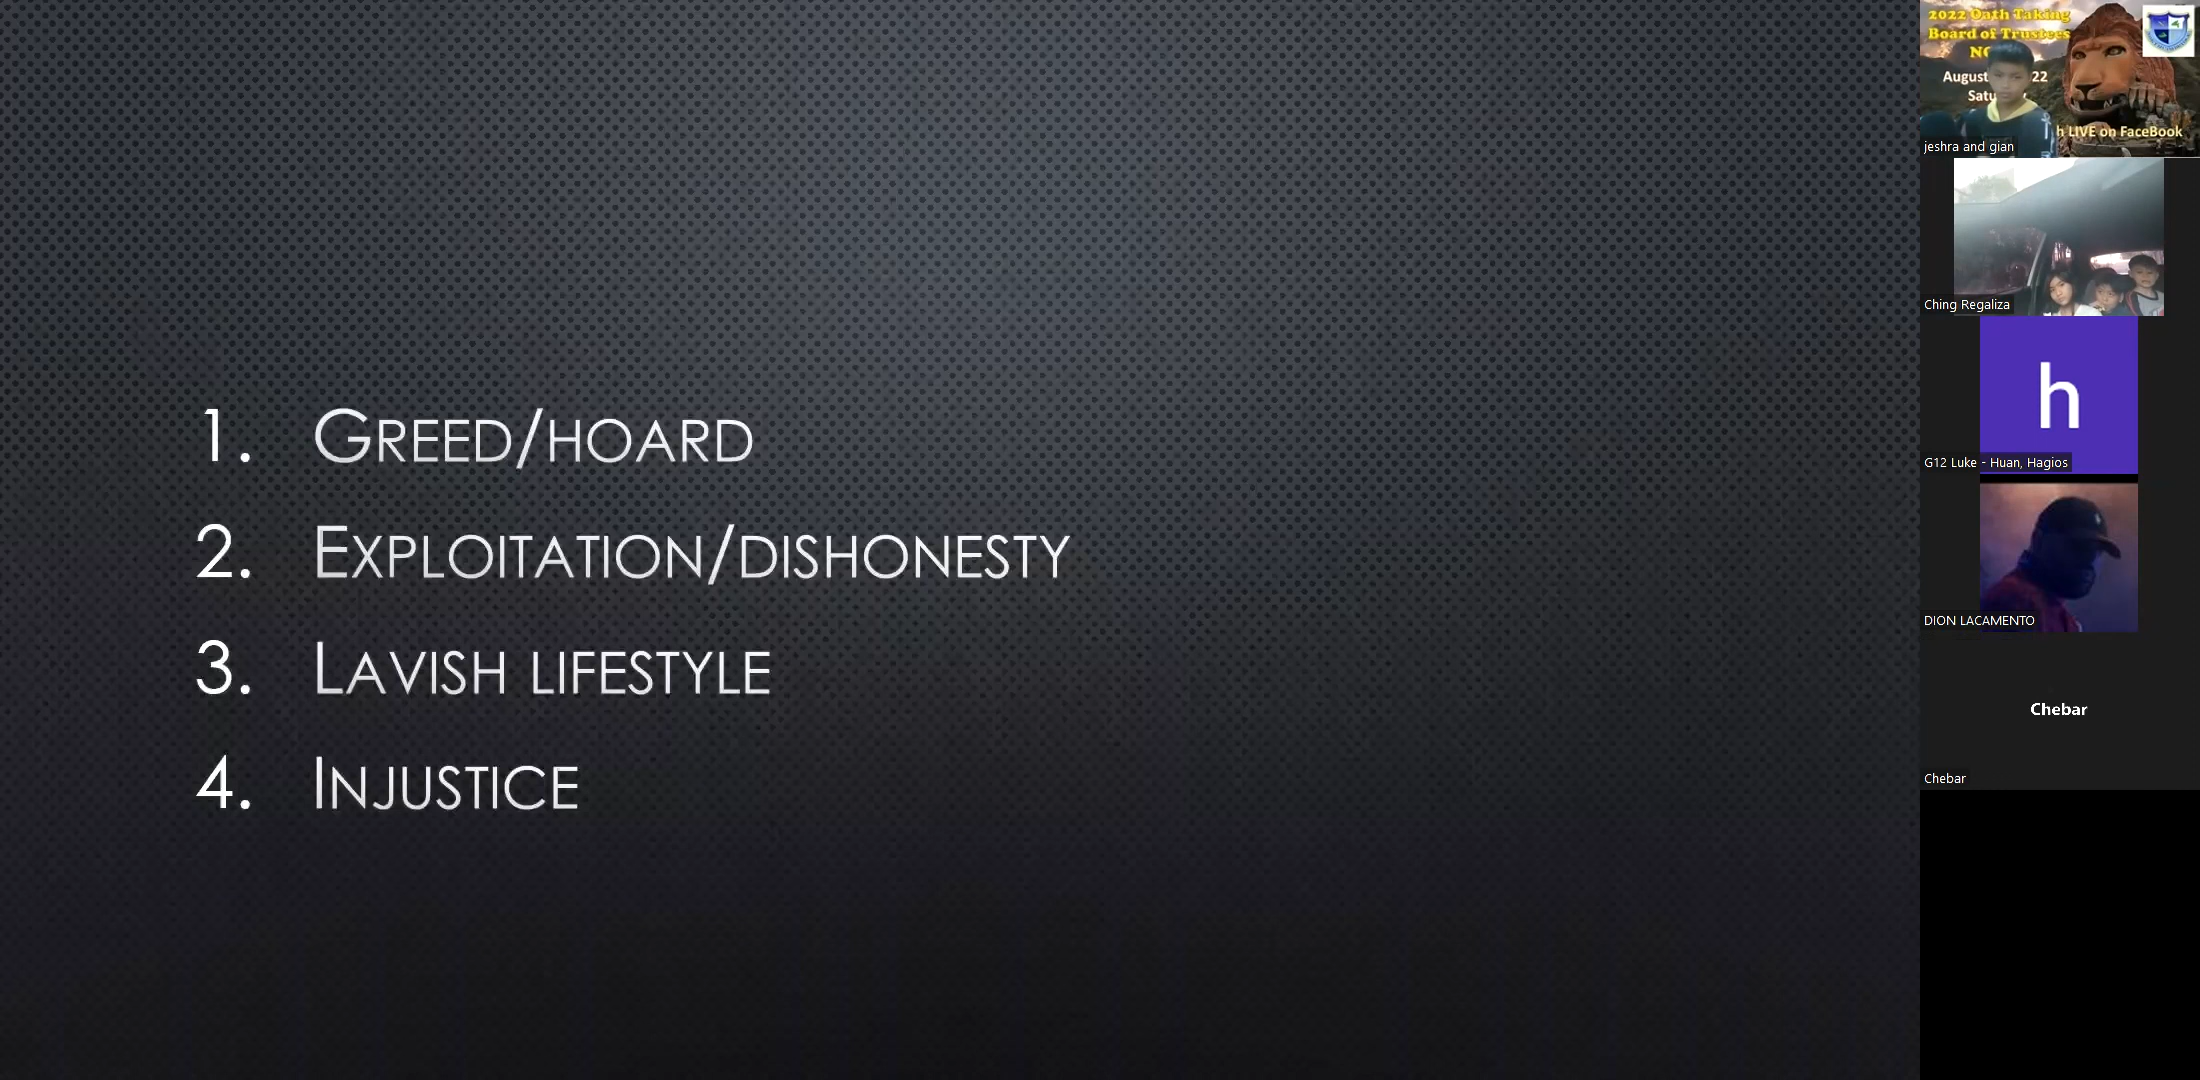 1. Greed/hoard
2. Exploitation/dishonesty
3. Lavish lifestyle
4. Injustice
2022 Oath Taking
Board of Trustees
August 22
h LIVE on FaceBook
jeshra and gian
Ching Regaliza
h
G12 Luke - Huan, Hagios
DION LACAMENTO
Chebar
Chebar